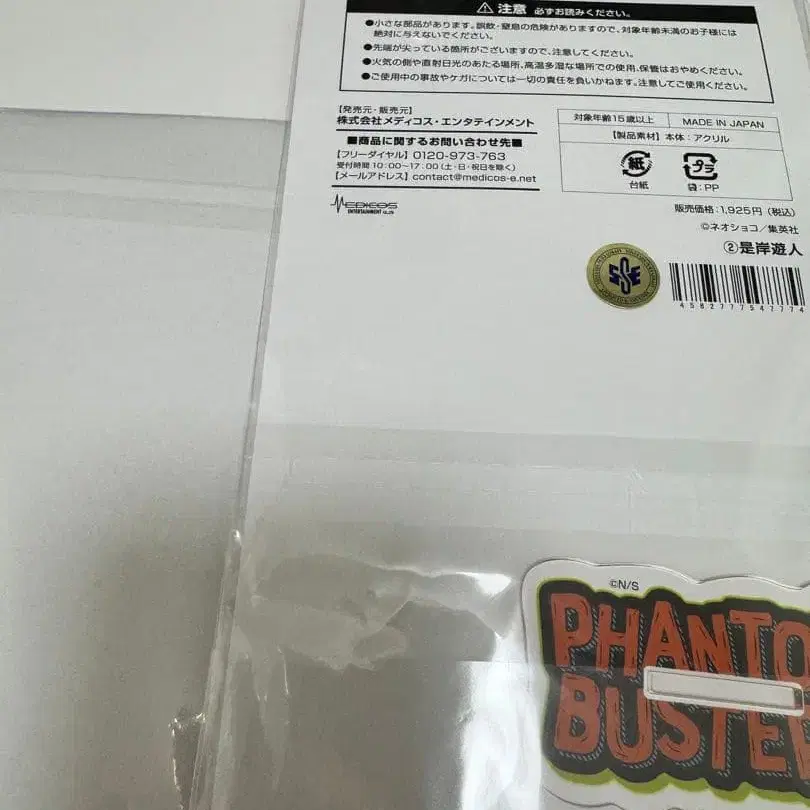 注意 必ずお読みください。
●小さな部品があります。誤飲・窒息の危険がありますので、対象年齢未満のお子様には
絶対に与えないでください。
●先端が尖っている箇所がございますので、注意してください。
●火気の側や直射日光のあたる場所、高温多湿な場所での使用、保管はおやめください。
●ご使用中の事故やケガについては一切の責任を負いかねます。注意してご使用ください。
【発売元・販売元】
株式会社メディコス・エンタテインメント
■商品に関するお問い合わせ先■
【フリーダイヤル】0120-973-763
受付時間 10:00~17:00(土・日・祝日を除く)
【メールアドレス】contact@medicos-e.net
MEDICOS
ENTERTAINMENT
対象年齢15歳以上 MADE IN JAPAN
【製品素材】本体:アクリル
紙 プラ
台紙 袋:PP
販売価格:1,925円(税込)
©ネオショコ/集英社
②是岸遊人
4582777547774
©N/S
PHANTO
BUSTE